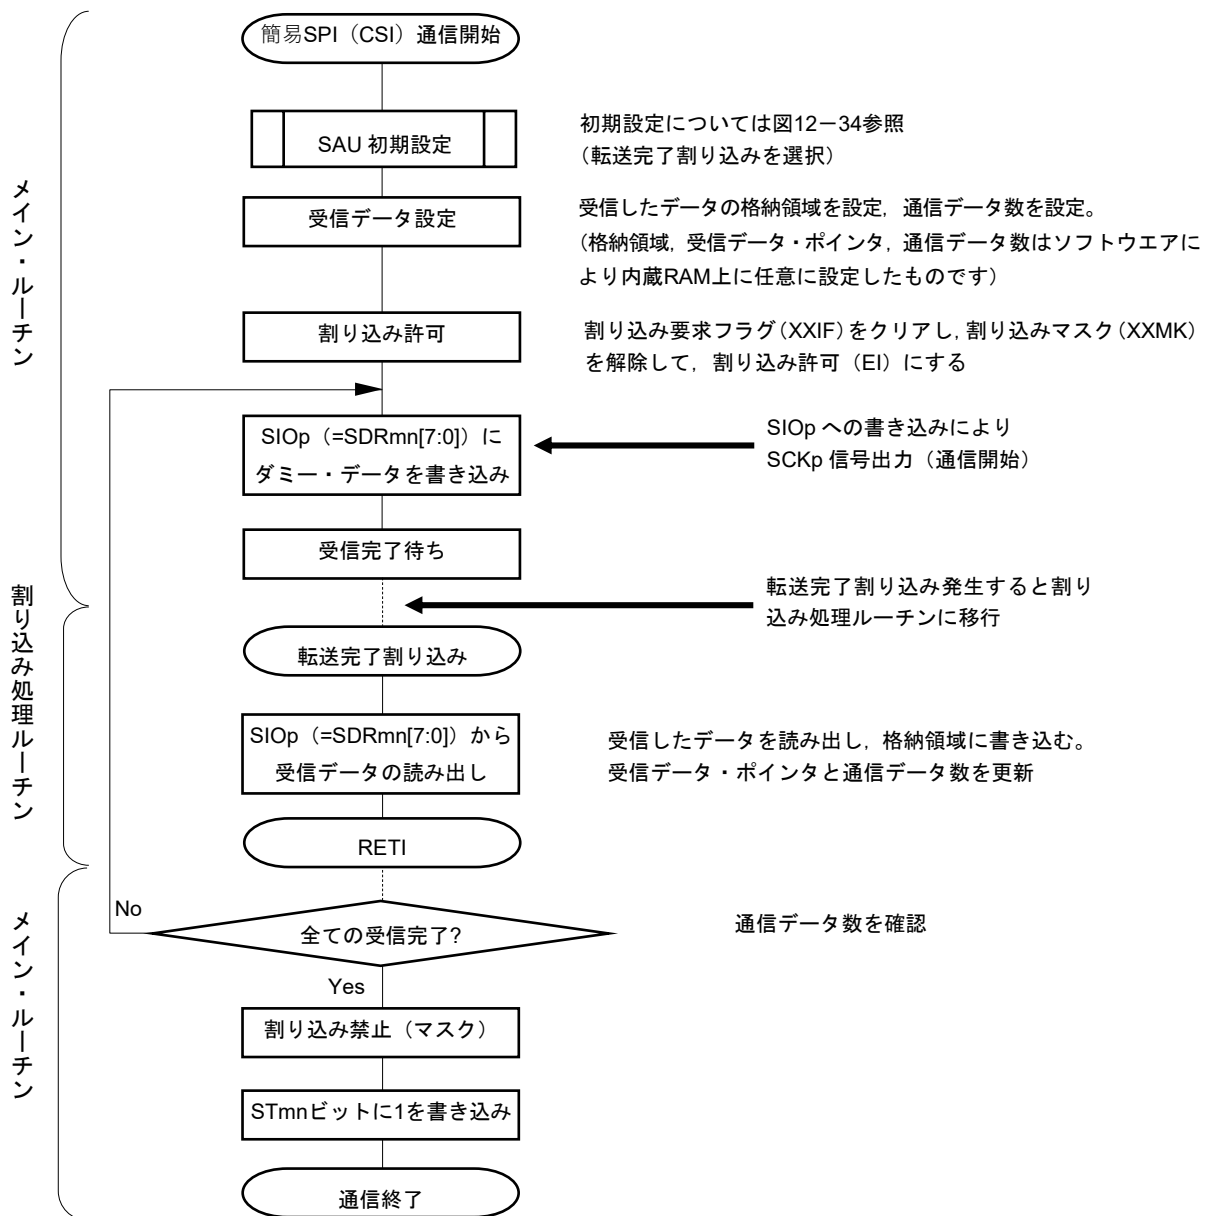 簡易SPI（CSI）通信開始
SAU 初期設定
初期設定については図12－34参照
（転送完了割り込みを選択）
受信データ設定
受信したデータの格納領域を設定，通信データ数を設定。
（格納領域，受信データ・ポインタ，通信データ数はソフトウエアに
より内蔵RAM上に任意に設定したものです）
割り込み許可
割り込み要求フラグ（XXIF）をクリアし，割り込みマスク（XXMK）
を解除して，割り込み許可（EI）にする
メイン・ルーチン
SIOp（=SDRmn[7:0]）に
ダミー・データを書き込み
SIOp への書き込みにより
SCKp 信号出力（通信開始）
受信完了待ち
転送完了割り込み発生すると割り
込み処理ルーチンに移行
転送完了割り込み
割り込み処理ルーチン
SIOp（=SDRmn[7:0]）から
受信データの読み出し
受信したデータを読み出し，格納領域に書き込む。
受信データ・ポインタと通信データ数を更新
RETI
No
全ての受信完了?
通信データ数を確認
Yes
メイン・ルーチン
割り込み禁止（マスク）
STmnビットに1を書き込み
通信終了